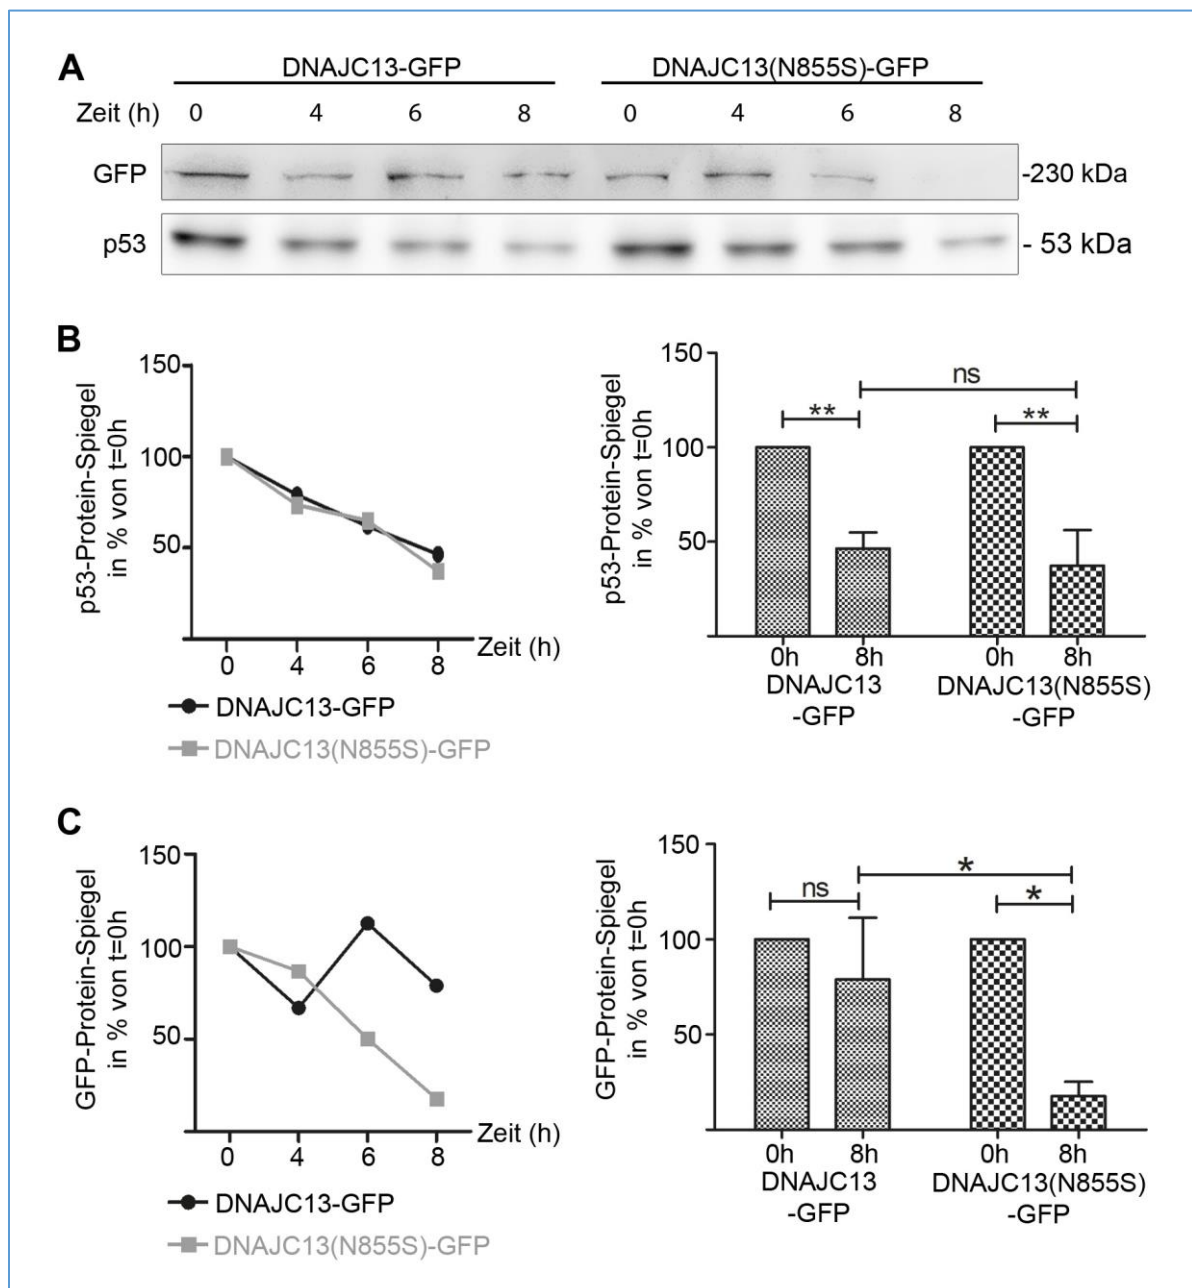 A
DNAJC13-GFP DNAJC13(N855S)-GFP
Zeit (h) 0 4 6 8 0 4 6 8
GFP -230 kDa
p53 - 53 kDa
B
p53-Protein-Spiegel
in % von t=0h
150
100
50
0 4 6 8 Zeit (h)
DNAJC13-GFP
DNAJC13(N855S)-GFP
p53-Protein-Spiegel
in % von t=0h
150
100
50
ns
** **
0h 8h 0h 8h
DNAJC13 DNAJC13(N855S)
-GFP -GFP
C
GFP-Protein-Spiegel
in % von t=0h
150
100
50
0 4 6 8 Zeit (h)
DNAJC13-GFP
DNAJC13(N855S)-GFP
GFP-Protein-Spiegel
in % von t=0h
150
100
50
*
ns *
0h 8h 0h 8h
DNAJC13 DNAJC13(N855S)
-GFP -GFP